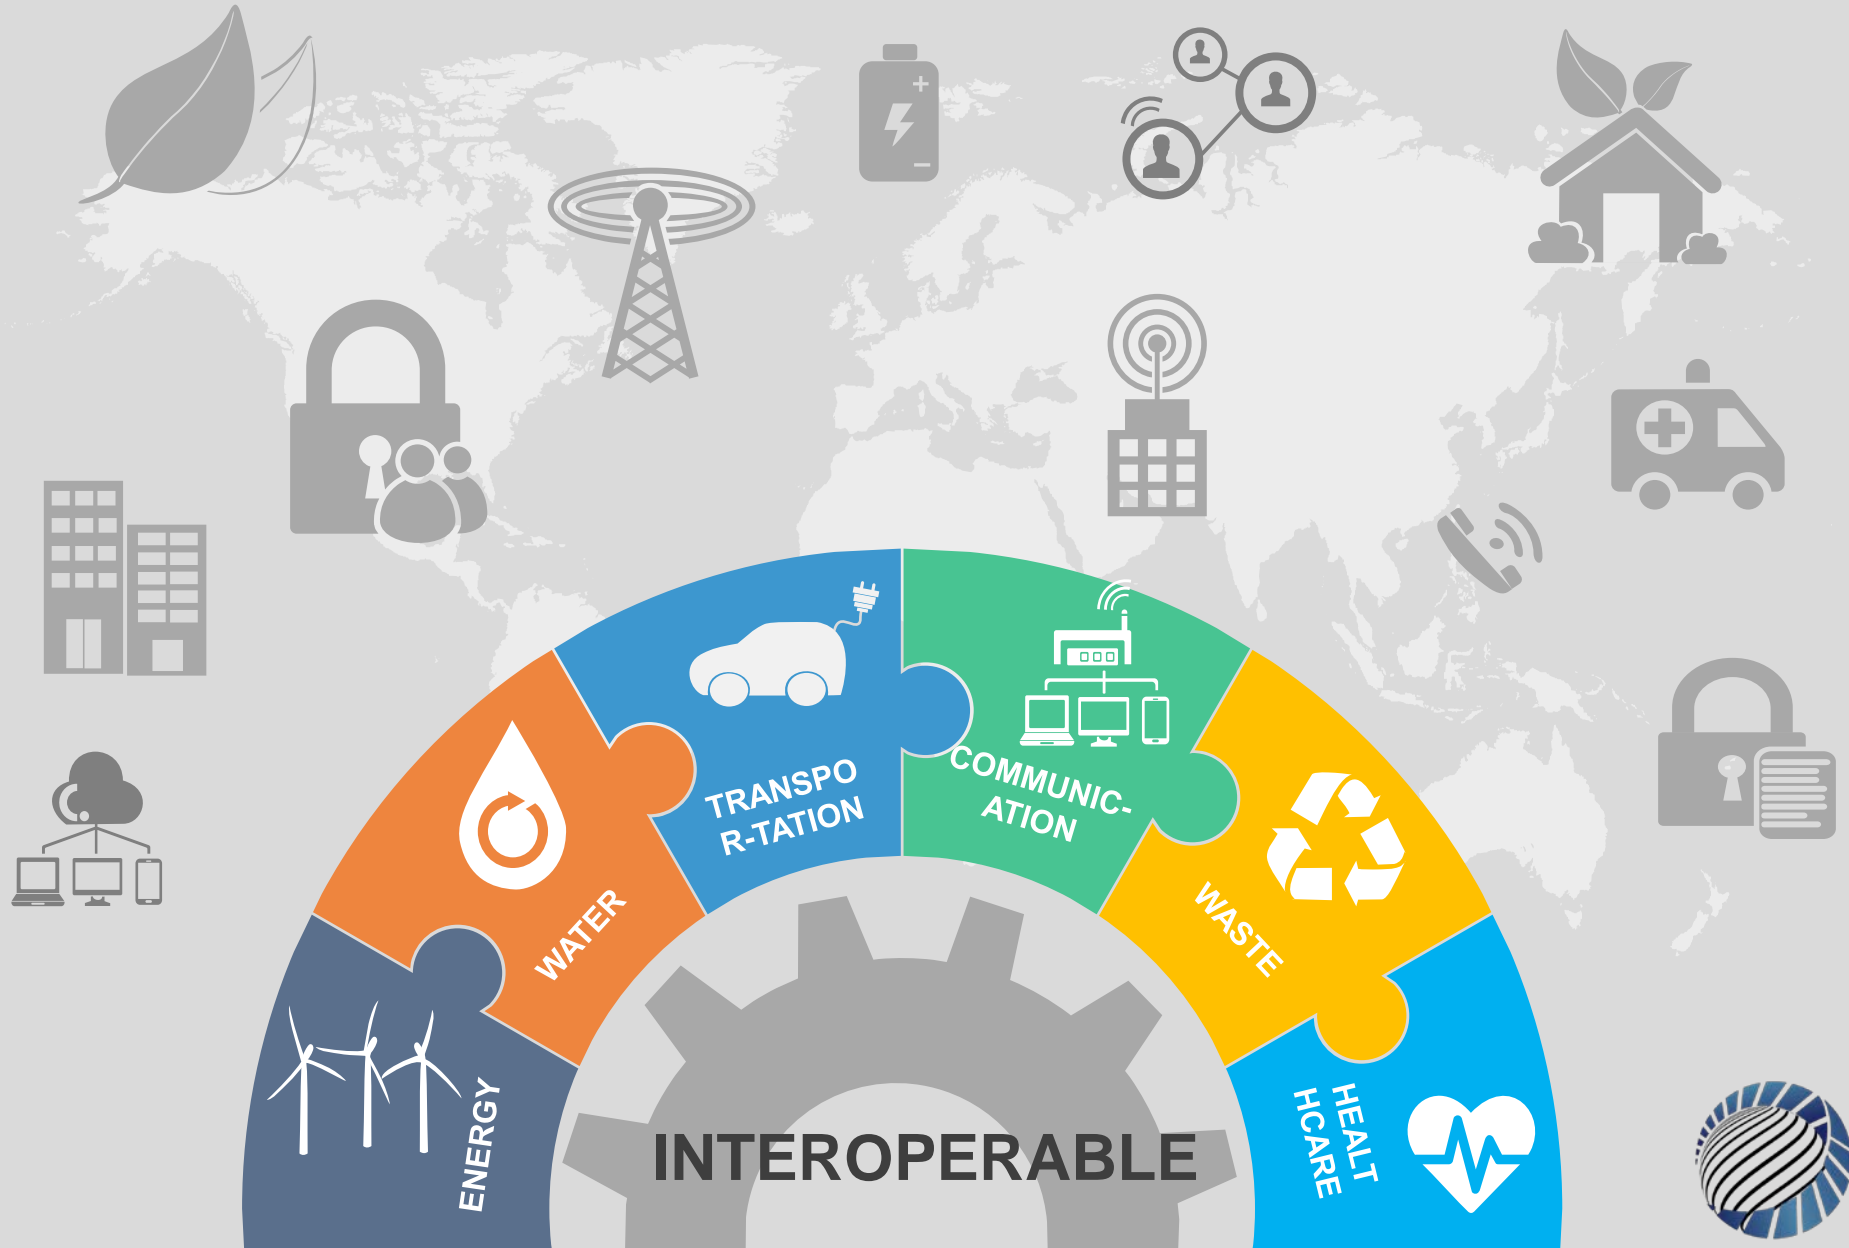 ENERGY
WATER
TRANSPO
R-TATION
COMMUNIC-
ATION
WASTE
HEALT
HCARE
INTEROPERABLE